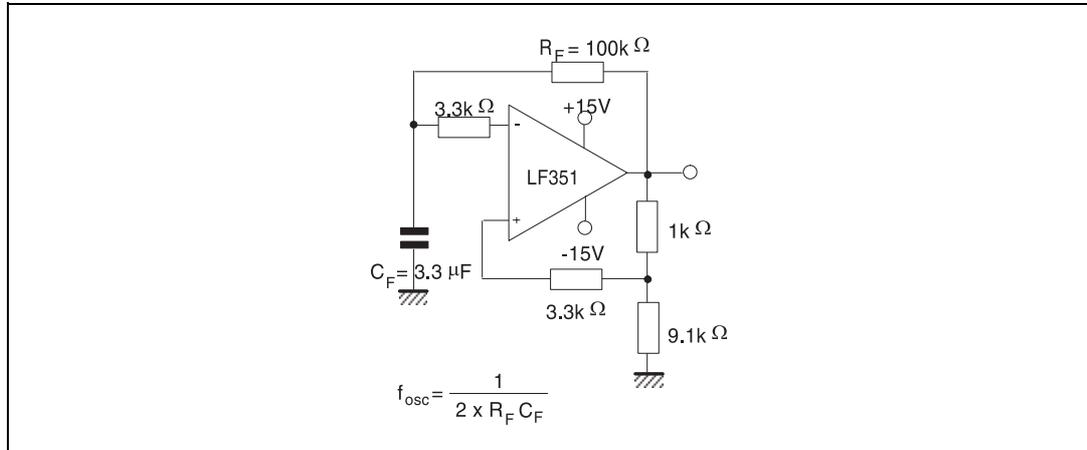 R_F = 100k Ω
3.3k Ω
+15V
-
LF351
+
1k Ω
-15V
C_F = 3.3 μF
3.3k Ω
9.1k Ω
f_osc = 1 / 2 x R_F C_F